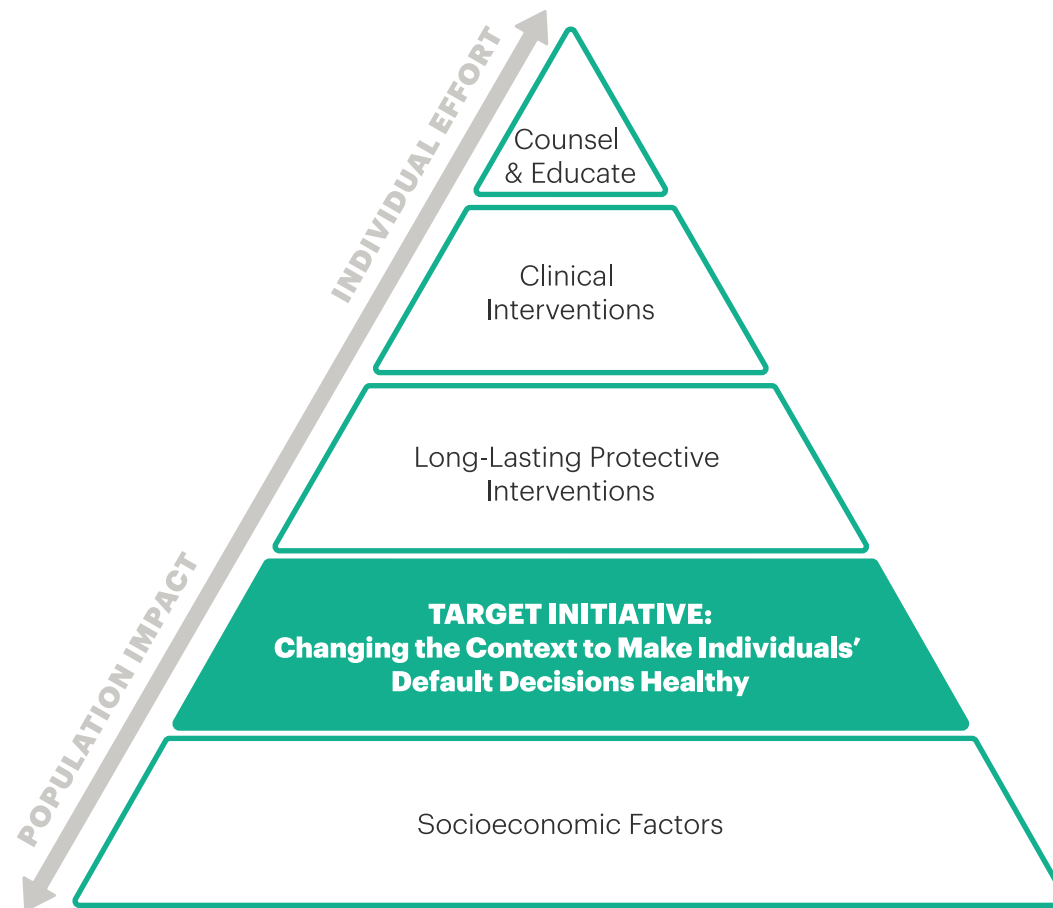 INDIVIDUAL EFFORT
POPULATION IMPACT
Counsel
& Educate
Clinical
Interventions
Long-Lasting Protective
Interventions
TARGET INITIATIVE:
Changing the Context to Make Individuals’
Default Decisions Healthy
Socioeconomic Factors